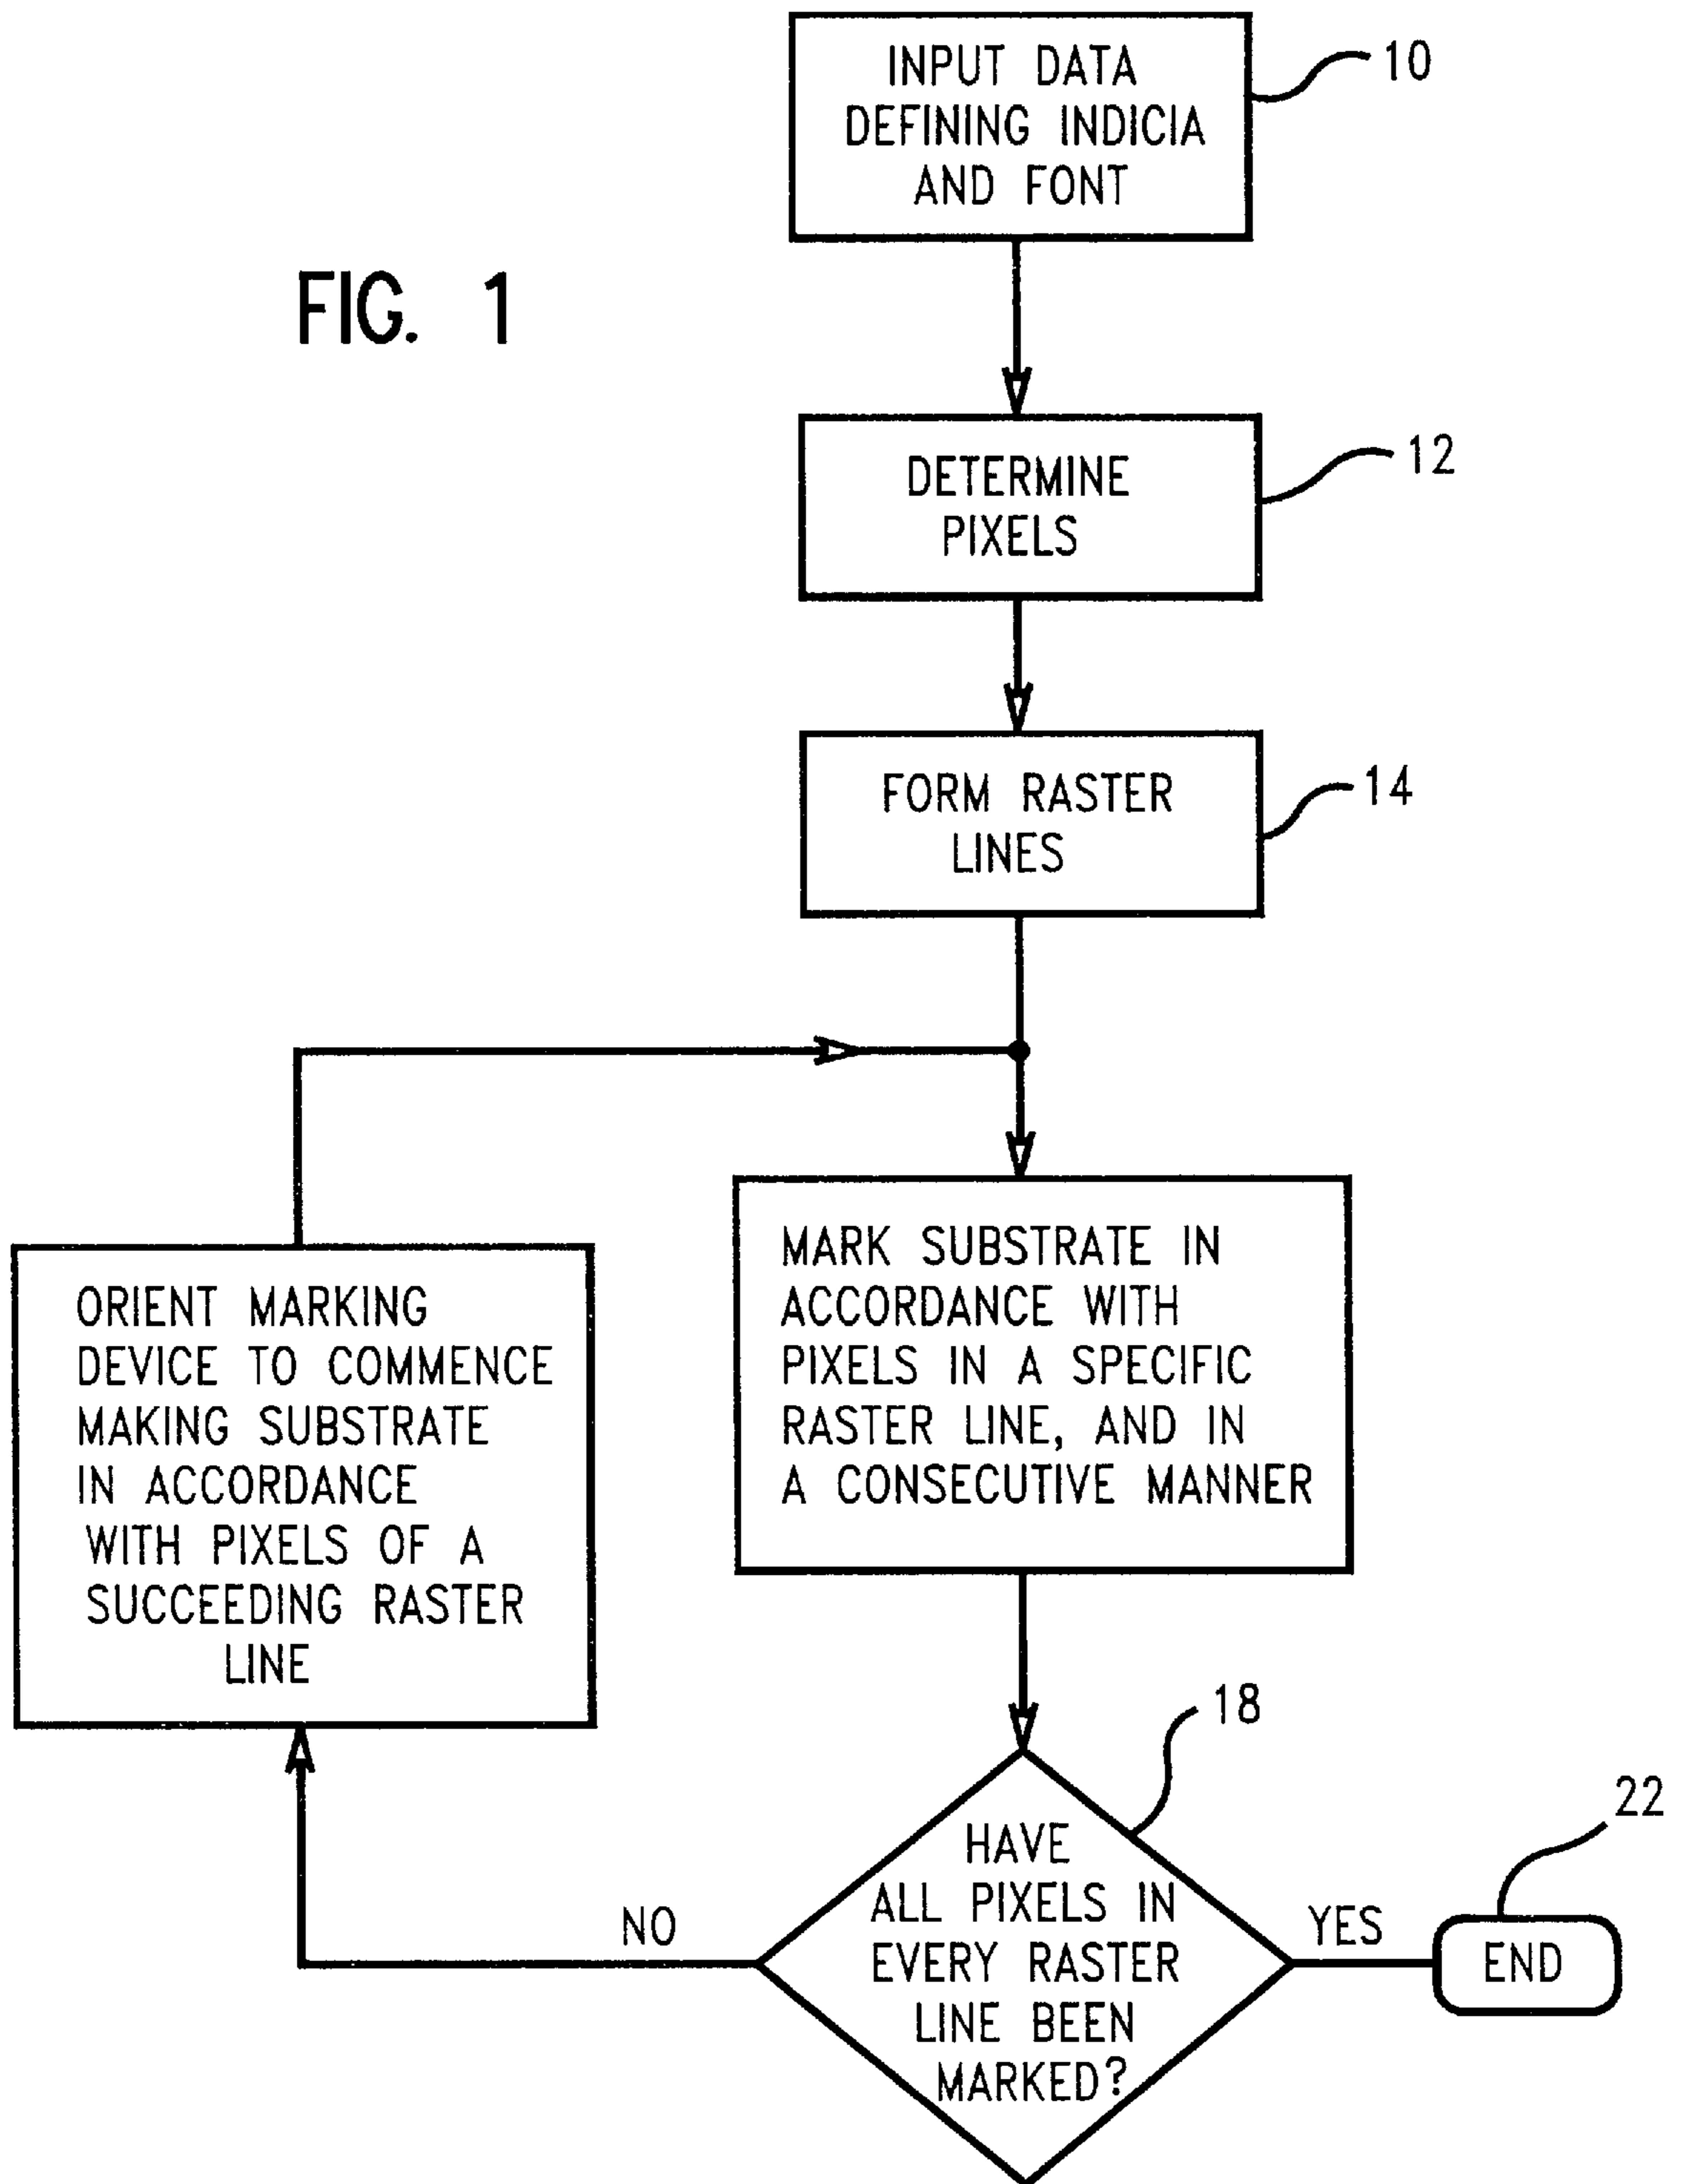 FIG. 1
INPUT DATA
DEFINING INDICIA
AND FONT
10
DETERMINE
PIXELS
12
FORM RASTER
LINES
14
MARK SUBSTRATE IN
ACCORDANCE WITH
PIXELS IN A SPECIFIC
RASTER LINE, AND IN
A CONSECUTIVE MANNER
ORIENT MARKING
DEVICE TO COMMENCE
MAKING SUBSTRATE
IN ACCORDANCE
WITH PIXELS OF A
SUCCEEDING RASTER
LINE
18
HAVE
ALL PIXELS IN
EVERY RASTER
LINE BEEN
MARKED?
NO
YES
22
END